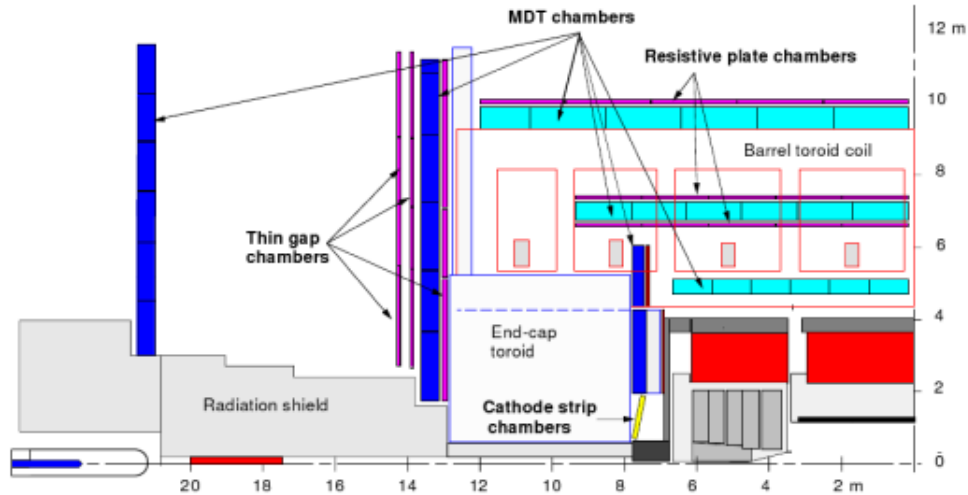 MDT chambers
12 m
Resistive plate chambers
10
Barrel toroid coil
8
Thin gap
chambers
6
End-cap
toroid
4
Radiation shield
Cathode strip
chambers
2
0
20
18
16
14
12
10
8
6
4
2 m